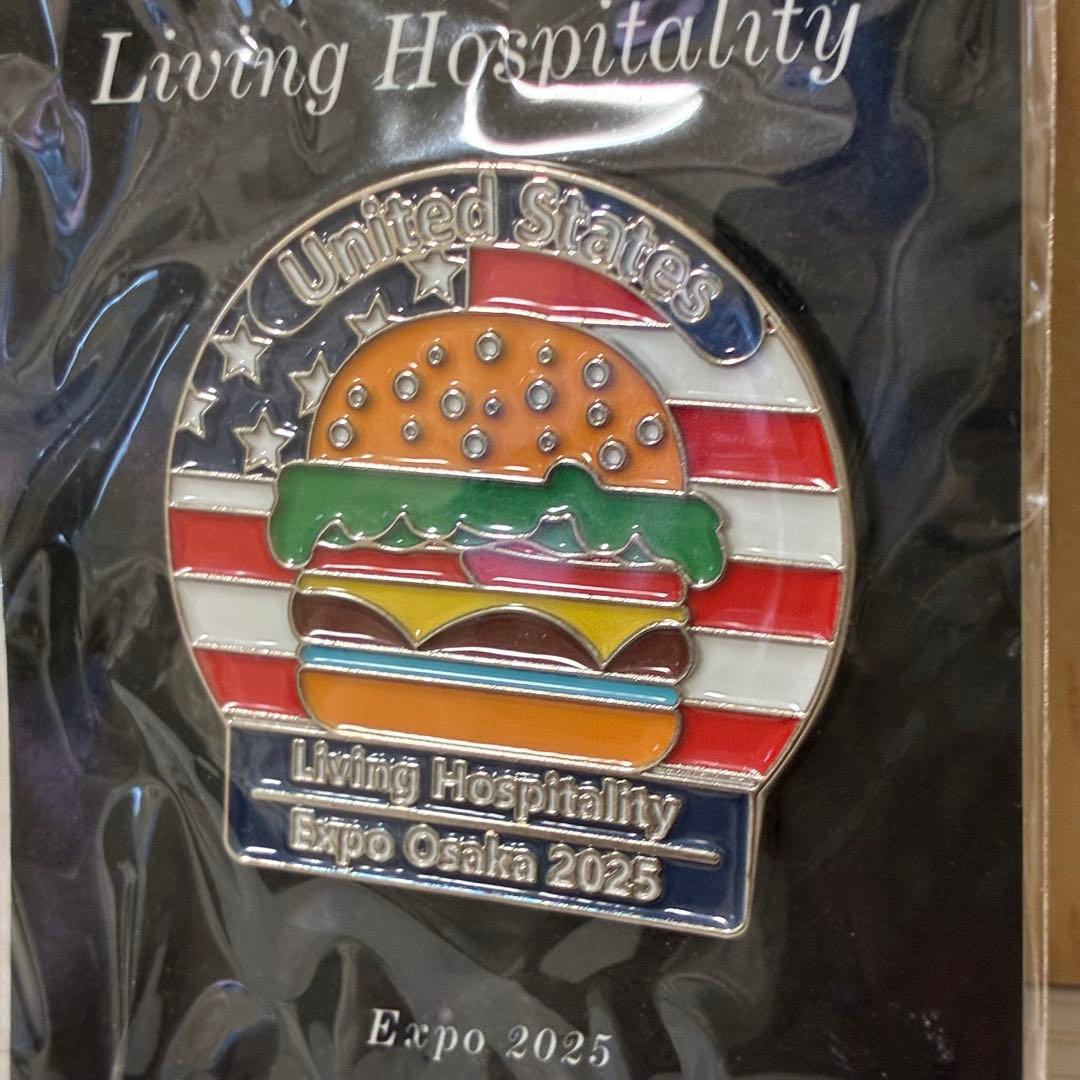 Living Hospitality
United States
Living Hospitality
Expo Osaka 2025
Expo 2025